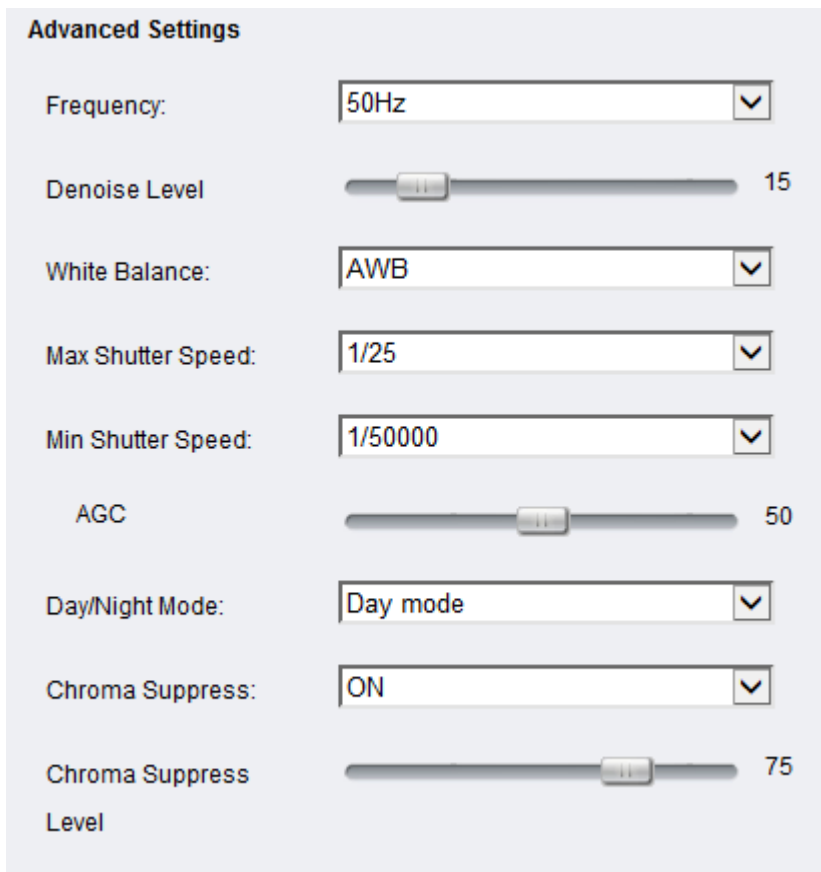 Advanced Settings
Frequency: 50Hz
Denoise Level 15
White Balance: AWB
Max Shutter Speed: 1/25
Min Shutter Speed: 1/50000
AGC 50
Day/Night Mode: Day mode
Chroma Suppress: ON
Chroma Suppress 75
Level